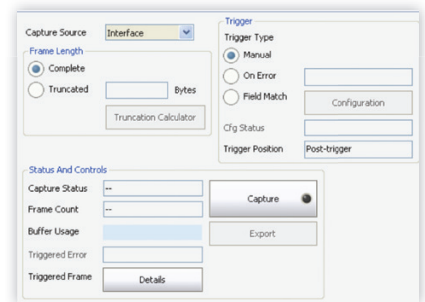 Capture Source Interface
Frame Length
Complete
Truncated Bytes
Truncation Calculator
Trigger
Trigger Type
Manual
On Error
Field Match
Configuration
Cfg Status
Trigger Position Post-trigger
Status And Controls
Capture Status --
Frame Count --
Buffer Usage
Triggered Error
Triggered Frame Details
Capture
Export